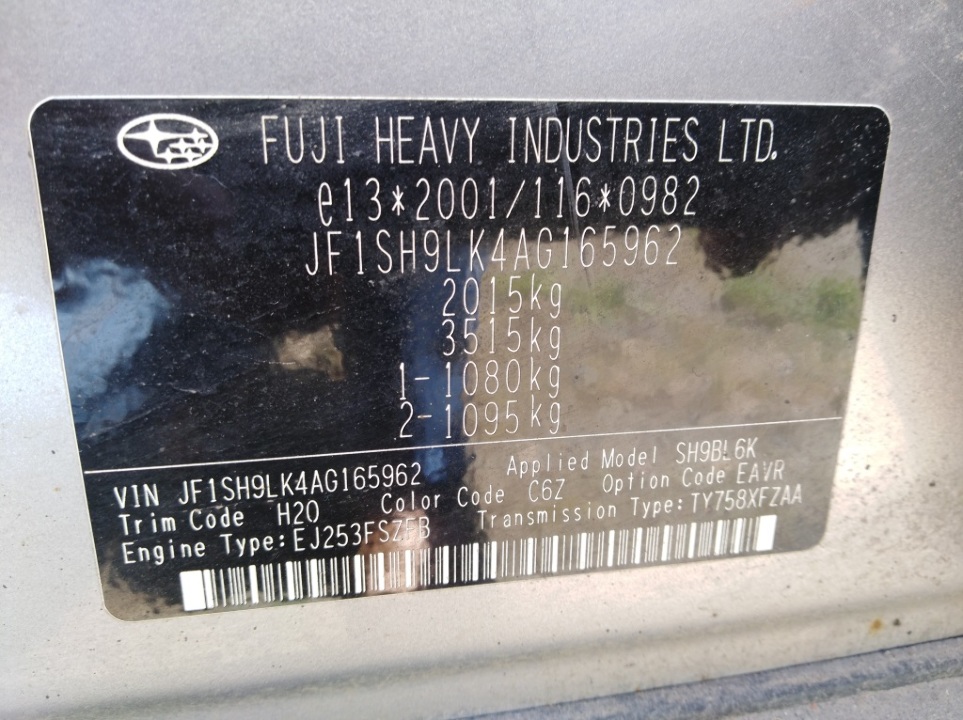 FUJI HEAVY INDUSTRIES LTD.
e13*2001/116*0982
JF1SH9LK4AG165962
2015kg
3515kg
1-1080kg
2-1095kg
VIN JF1SH9LK4AG165962 Applied Model SH9BL6K
Trim Code H20 Color Code C6Z Option Code EAVR
Engine Type:EJ253FSZFB Transmission Type:TY758XFZAA